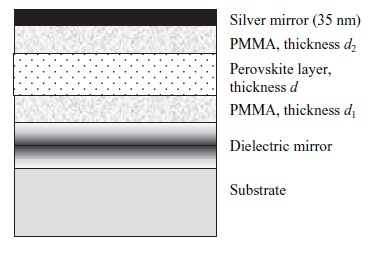 Silver mirror (35 nm)
PMMA, thickness d₂
Perovskite layer,
thickness d
PMMA, thickness d₁
Dielectric mirror
Substrate